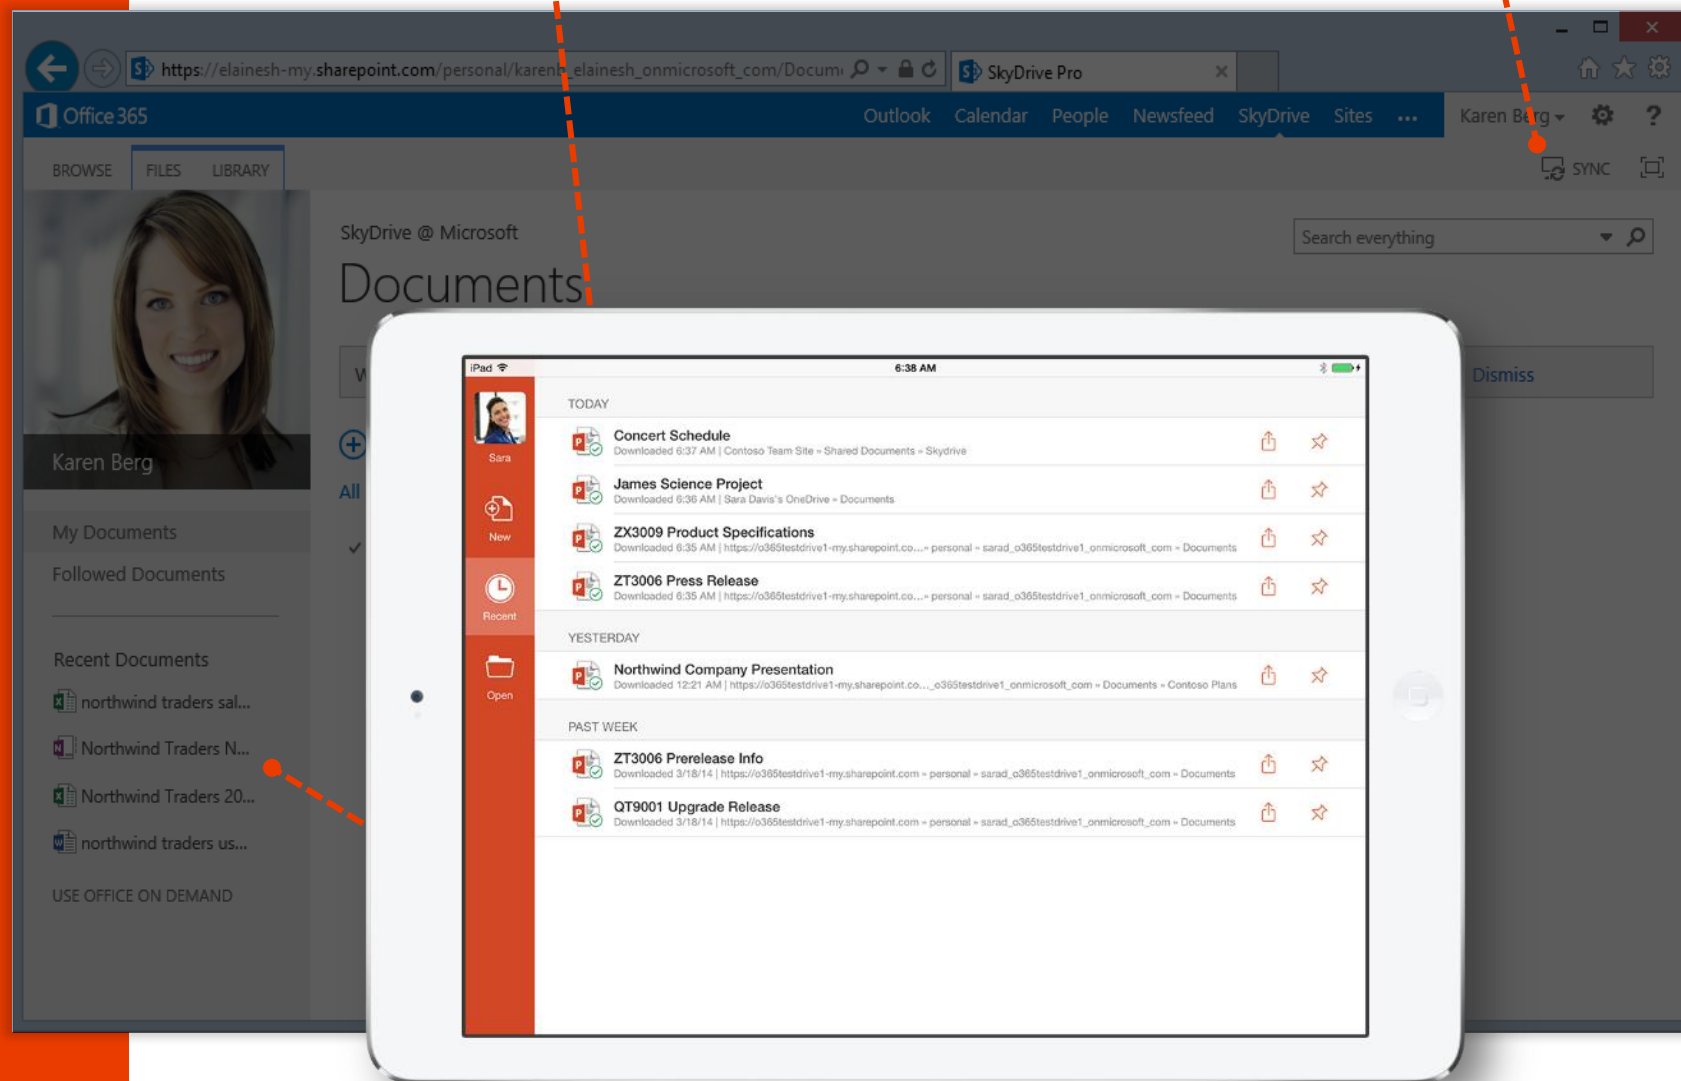 https://elainesh-my.sharepoint.com/personal/karenb_elainesh_onmicrosoft_com/Docum
SkyDrive Pro
Office 365
Outlook Calendar People Newsfeed SkyDrive Sites ...
Karen Berg
?
BROWSE FILES LIBRARY
SYNC
SkyDrive @ Microsoft
Search everything
Documents
Dismiss
Karen Berg
All
My Documents
Followed Documents
Recent Documents
northwind traders sal...
Northwind Traders N...
Northwind Traders 20...
northwind traders us...
USE OFFICE ON DEMAND
iPad 6:38 AM
Sara
New
Recent
Open
TODAY
Concert Schedule
Downloaded 6:37 AM | Contoso Team Site » Shared Documents » Skydrive
James Science Project
Downloaded 6:36 AM | Sara Davis's OneDrive » Documents
ZX3009 Product Specifications
Downloaded 6:35 AM | https://o365testdrive1-my.sharepoint.co...» personal » sarad_o365testdrive1_onmicrosoft_com » Documents
ZT3006 Press Release
Downloaded 6:35 AM | https://o365testdrive1-my.sharepoint.co...» personal » sarad_o365testdrive1_onmicrosoft_com » Documents
YESTERDAY
Northwind Company Presentation
Downloaded 12:21 AM | https://o365testdrive1-my.sharepoint.co..._o365testdrive1_onmicrosoft_com » Documents » Contoso Plans
PAST WEEK
ZT3006 Prerelease Info
Downloaded 3/18/14 | https://o365testdrive1-my.sharepoint.com » personal » sarad_o365testdrive1_onmicrosoft_com » Documents
QT9001 Upgrade Release
Downloaded 3/18/14 | https://o365testdrive1-my.sharepoint.com » personal » sarad_o365testdrive1_onmicrosoft_com » Documents